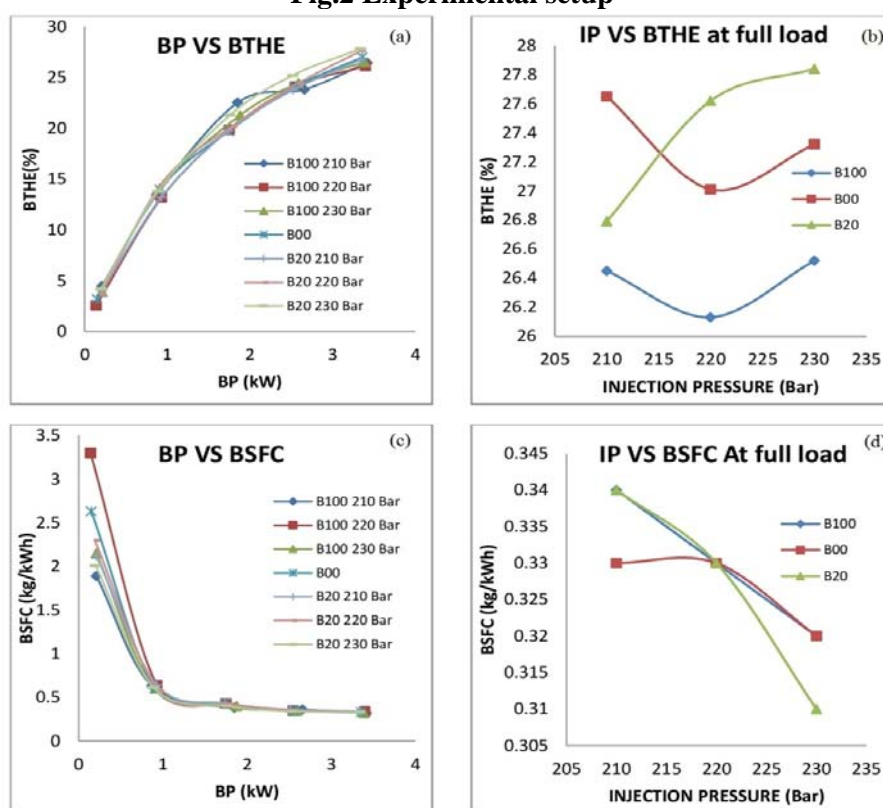 Fig.2 Experimental setup
BP VS BTHE
(a)
30
25
20
15
10
5
0
BTHE(%)
B100 210 Bar
B100 220 Bar
B100 230 Bar
B00
B20 210 Bar
B20 220 Bar
B20 230 Bar
0 1 2 3 4
BP (kW)
IP VS BTHE at full load
(b)
28
27.8
27.6
27.4
27.2
27
26.8
26.6
26.4
26.2
26
BTHE (%)
B100
B00
B20
205 210 215 220 225 230 235
INJECTION PRESSURE (Bar)
BP VS BSFC
(c)
3.5
3
2.5
2
1.5
1
0.5
0
BSFC (kg/kWh)
B100 210 Bar
B100 220 Bar
B100 230 Bar
B00
B20 210 Bar
B20 220 Bar
B20 230 Bar
0 1 2 3 4
BP (kW)
IP VS BSFC At full load
(d)
0.345
0.34
0.335
0.33
0.325
0.32
0.315
0.31
0.305
BSFC (kg/kWh)
B100
B00
B20
205 210 215 220 225 230 235
INJECTION PRESSURE (Bar)